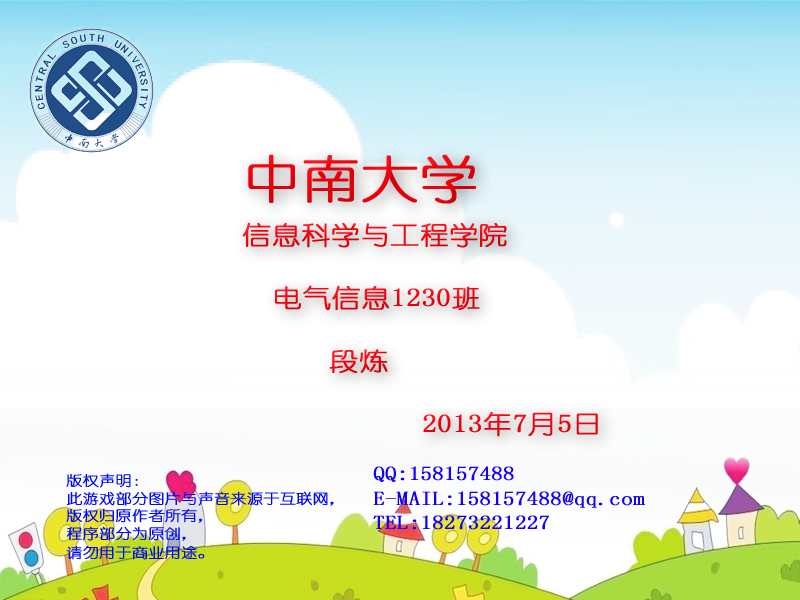 CENTRAL SOUTH UNIVERSITY
中南大学
中南大学
信息科学与工程学院
电气信息1230班
段炼
2013年7月5日
版权声明：
此游戏部分图片与声音来源于互联网，
版权归原作者所有，
程序部分为原创，
请勿用于商业用途。
QQ:158157488
E-MAIL:158157488@qq.com
TEL:18273221227